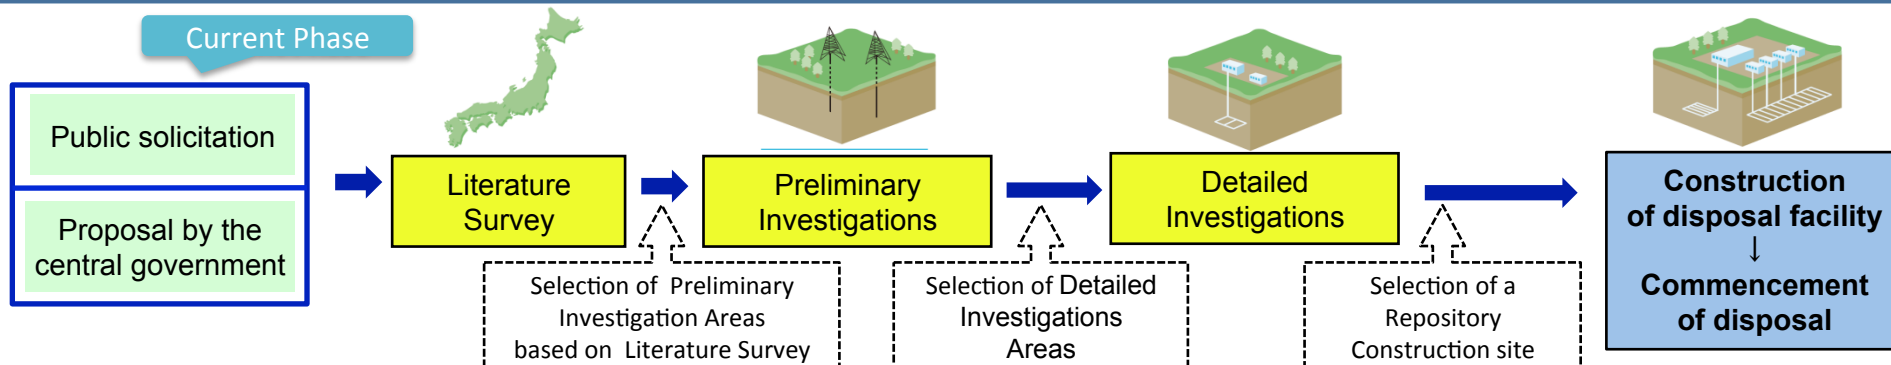 Current Phase
Public solicitation
Proposal by the
central government
Literature
Survey
Selection of Preliminary
Investigation Areas
based on Literature Survey
Preliminary
Investigations
Selection of Detailed
Investigations
Areas
Detailed
Investigations
Selection of a
Repository
Construction site
Construction
of disposal facility
↓
Commencement
of disposal